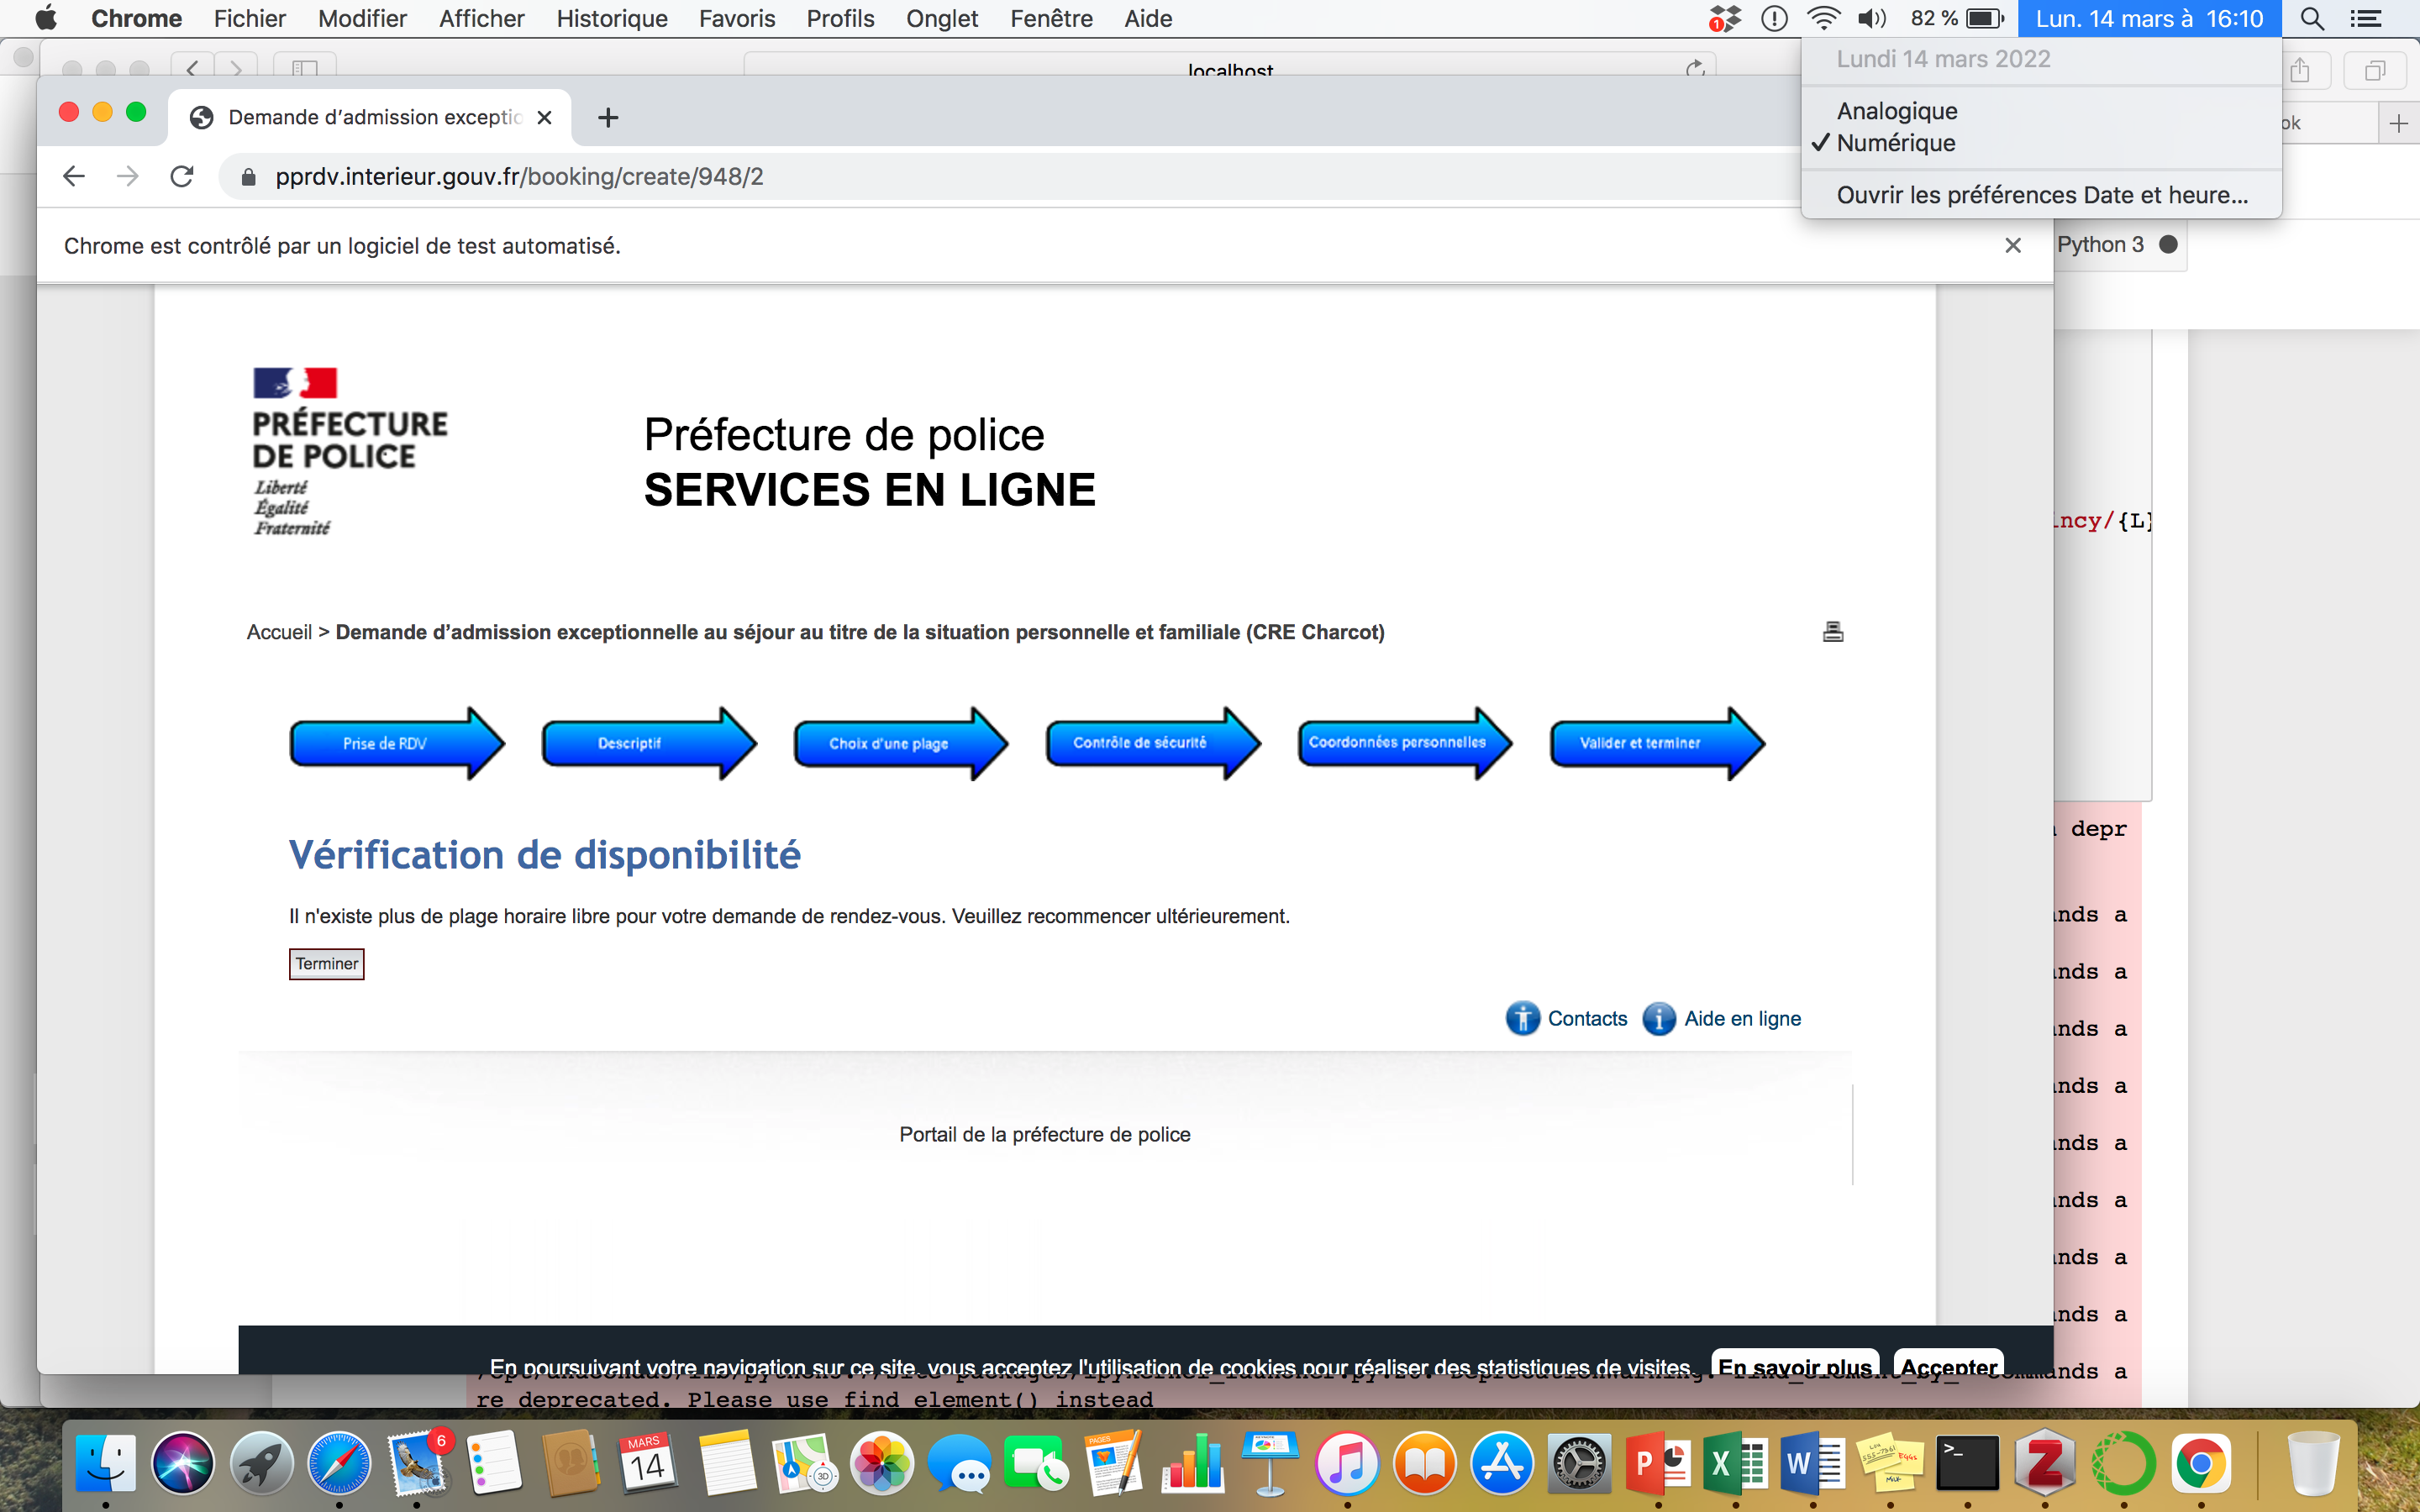 Chrome Fichier Modifier Afficher Historique Favoris Profils Onglet Fenêtre Aide 1 82 % Lun. 14 mars à 16:10
Lundi 14 mars 2022
Analogique
✓ Numérique
Ouvrir les préférences Date et heure...
localhost
ok
Demande d'admission exceptio
pprdv.interieur.gouv.fr/booking/create/948/2
Chrome est contrôlé par un logiciel de test automatisé.
Python 3
PRÉFECTURE
DE POLICE
Liberté
Égalité
Fraternité
Préfecture de police
SERVICES EN LIGNE
ncy/{L}
Accueil > Demande d'admission exceptionnelle au séjour au titre de la situation personnelle et familiale (CRE Charcot)
Prise de RDV Descriptif Choix d'une plage Contrôle de sécurité Coordonnées personnelles Valider et terminer
depr
Vérification de disponibilité
Il n'existe plus de plage horaire libre pour votre demande de rendez-vous. Veuillez recommencer ultérieurement.
Terminer
nds a
nds a
nds a
nds a
nds a
nds a
nds a
nds a
Contacts Aide en ligne
Portail de la préfecture de police
En poursuivant votre navigation sur ce site, vous acceptez l'utilisation de cookies pour réaliser des statistiques de visites. En savoir plus Accepter
nds a
re deprecated. Please use find_element() instead
6
MARS
14
3D
PAGES
P X W
Z